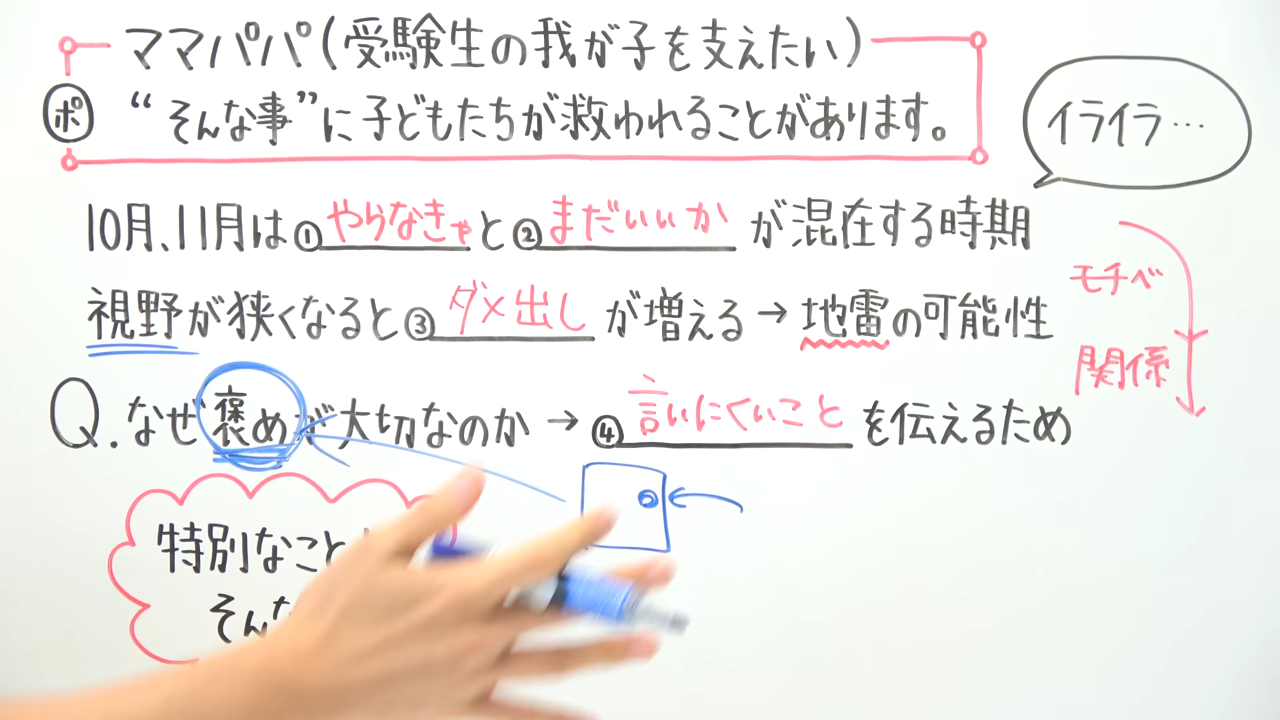 ママパパ(受験生の我が子を支えたい)
ポ "そんな事"に子どもたちが救われることがあります。
イライラ…
10月、11月は①やらなきゃと②まだいいかが混在する時期
視野が狭くなると③ダメ出しが増える→地雷の可能性
モチベ
関係
Q.なぜ褒めが大切なのか→④言いにくいことを伝えるため
特別なこと
そんな